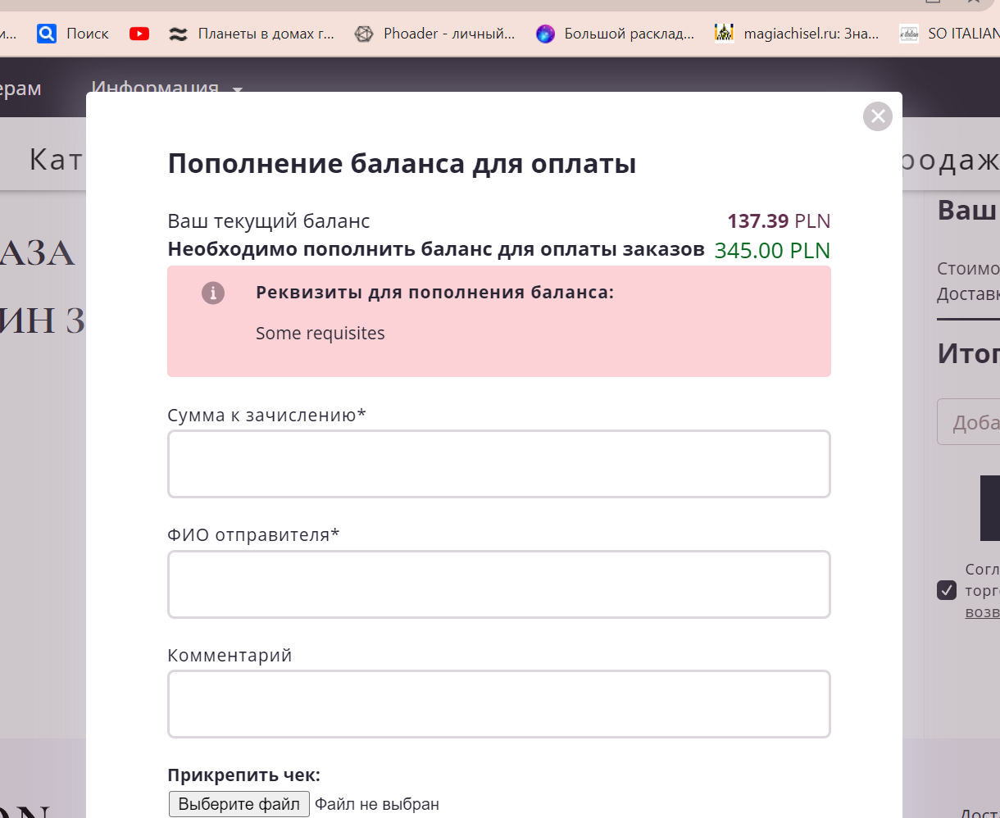 и...
Поиск
Планеты в домах г...
Phoader - личный...
Большой расклад...
magiachisel.ru: Зна...
SO ITALIAN
ерам
Информация
Кат
родаж
Пополнение баланса для оплаты
Ваш текущий баланс 137.39 PLN
Необходимо пополнить баланс для оплаты заказов 345.00 PLN
Реквизиты для пополнения баланса:
Some requisites
Сумма к зачислению*
ФИО отправителя*
Комментарий
Прикрепить чек:
Выберите файл Файл не выбран
АЗА
ИН З
Ваш
Стоимо
Доставк
Итог
Доба
Согл
торг
возв
Дост